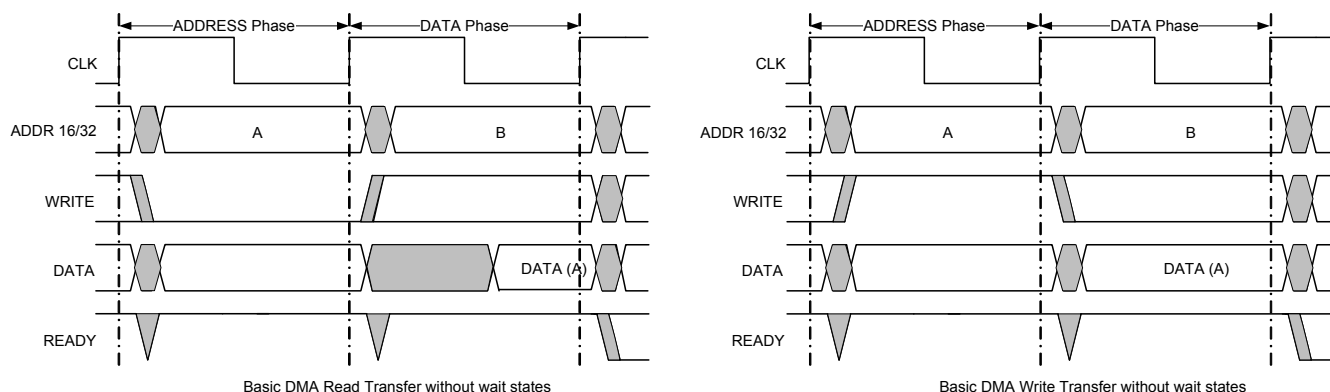 ADDRESS Phase DATA Phase
CLK
ADDR 16/32 A B
WRITE
DATA DATA (A)
READY
Basic DMA Read Transfer without wait states
ADDRESS Phase DATA Phase
CLK
ADDR 16/32 A B
WRITE
DATA DATA (A)
READY
Basic DMA Write Transfer without wait states